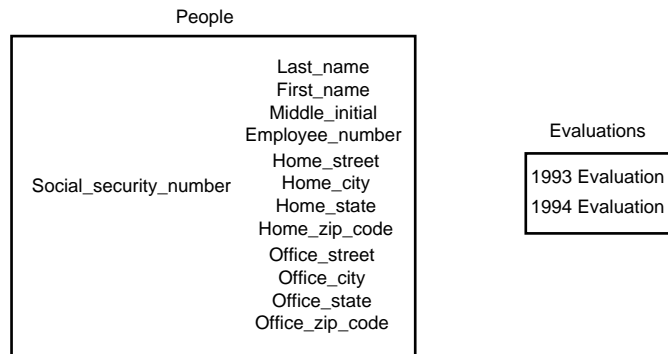 People
Last_name
First_name
Middle_initial
Employee_number
Home_street
Social_security_number
Home_city
Home_state
Home_zip_code
Office_street
Office_city
Office_state
Office_zip_code
Evaluations
1993 Evaluation
1994 Evaluation